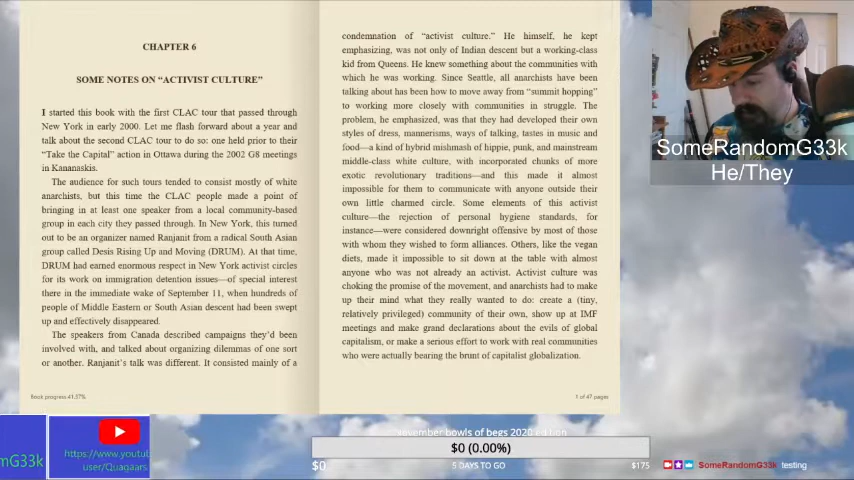 CHAPTER 6
SOME NOTES ON “ACTIVIST CULTURE”
I started this book with the first CLAC tour that passed through
New York in early 2000. Let me flash forward about a year and
talk about the second CLAC tour to do so: one held prior to their
“Take the Capital” action in Ottawa during the 2002 G8 meetings
in Kananaskis.
The audience for such tours tended to consist mostly of white
anarchists, but this time the CLAC people made a point of
bringing in at least one speaker from a local community-based
group in each city they passed through. In New York, this turned
out to be an organizer named Ranjanit from a radical South Asian
group called Desis Rising Up and Moving (DRUM). At that time,
DRUM had earned enormous respect in New York activist circles
for its work on immigration detention issues—of special interest
there in the immediate wake of September 11, when hundreds of
people of Middle Eastern or South Asian descent had been swept
up and effectively disappeared.
The speakers from Canada described campaigns they’d been
involved with, and talked about organizing dilemmas of one sort
or another. Ranjanit’s talk was different. It consisted mainly of a
Book progress 41.37%
condemnation of “activist culture.” He himself, he kept
emphasizing, was not only of Indian descent but a working-class
kid from Queens. He knew something about the communities with
which he was working. Since Seattle, all anarchists have been
talking about has been how to move away from “summit hopping”
to working more closely with communities in struggle. The
problem, he emphasized, was that they had developed their own
styles of dress, mannerisms, ways of talking, tastes in music and
food—a kind of hybrid mishmash of hippie, punk, and mainstream
middle-class white culture, with incorporated chunks of more
exotic revolutionary traditions—and this made it almost
impossible for them to communicate with anyone outside their
own little charmed circle. Some elements of this activist
culture—the rejection of personal hygiene standards, for
instance—were considered downright offensive by most of those
with whom they wished to form alliances. Others, like the vegan
diets, made it impossible to sit down at the table with almost
anyone who was not already an activist. Activist culture was
choking the promise of the movement, and anarchists had to make
up their mind what they really wanted to do: create a (tiny,
relatively privileged) community of their own, show up at IMF
meetings and make grand declarations about the evils of global
capitalism, or make a serious effort to work with real communities
who were actually bearing the brunt of capitalist globalization.
1 of 47 pages
SomeRandomG33k
He/They
mG33k
https://www.youtul
user/Quagaars
November bowls of begs 2020 edition
$0 (0.00%)
$0
5 DAYS TO GO
$175
SomeRandomG33k testing